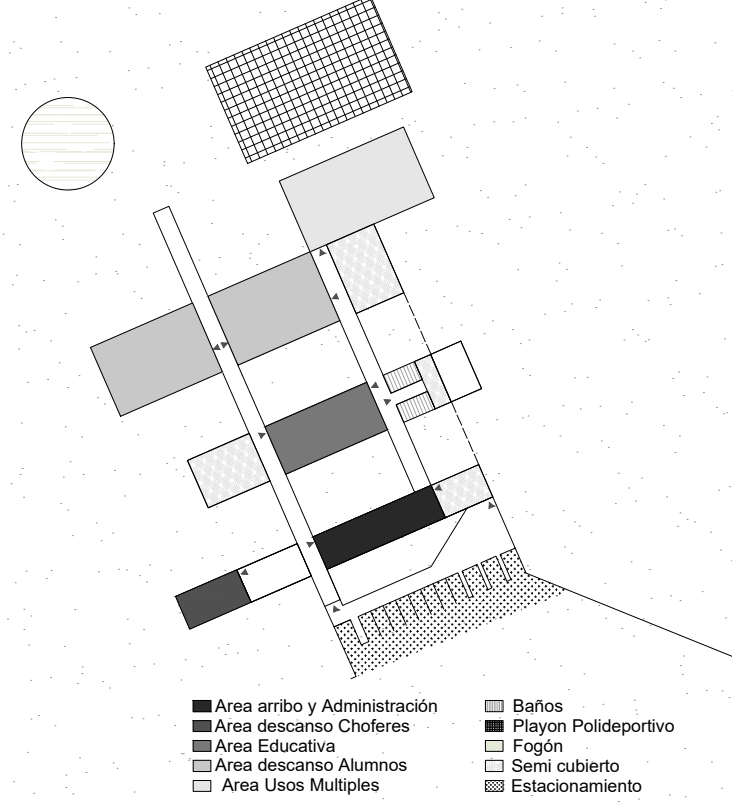 Area arribo y Administración
Area descanso Choferes
Area Educativa
Area descanso Alumnos
Area Usos Multiples
Baños
Playon Polideportivo
Fogón
Semi cubierto
Estacionamiento